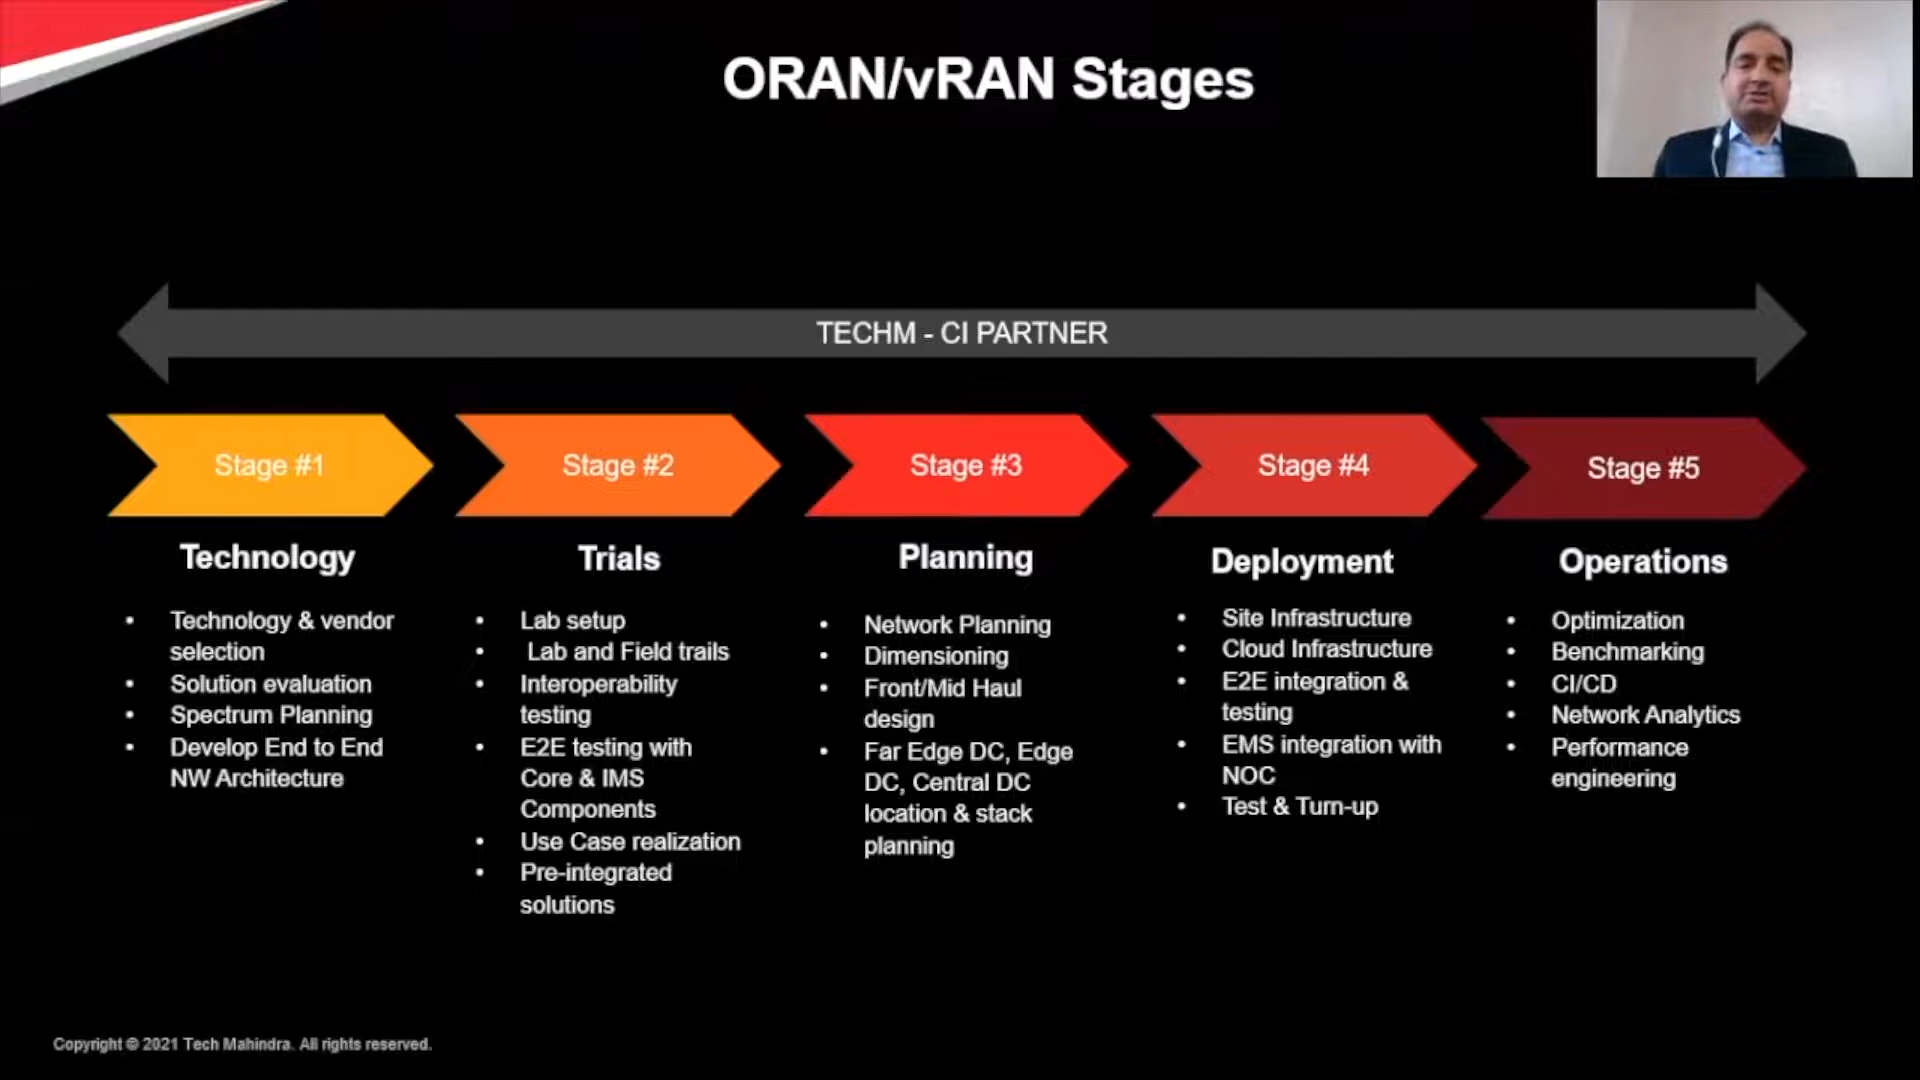 ORAN/vRAN Stages
TECHM - CI PARTNER
Stage #1
Stage #2
Stage #3
Stage #4
Stage #5
Technology
• Technology & vendor
selection
• Solution evaluation
• Spectrum Planning
• Develop End to End
NW Architecture
Trials
• Lab setup
• Lab and Field trails
• Interoperability
testing
• E2E testing with
Core & IMS
Components
• Use Case realization
• Pre-integrated
solutions
Planning
• Network Planning
• Dimensioning
• Front/Mid Haul
design
• Far Edge DC, Edge
DC, Central DC
location & stack
planning
Deployment
• Site Infrastructure
• Cloud Infrastructure
• E2E integration &
testing
• EMS integration with
NOC
• Test & Turn-up
Operations
• Optimization
• Benchmarking
• CI/CD
• Network Analytics
• Performance
engineering
Copyright © 2021 Tech Mahindra. All rights reserved.